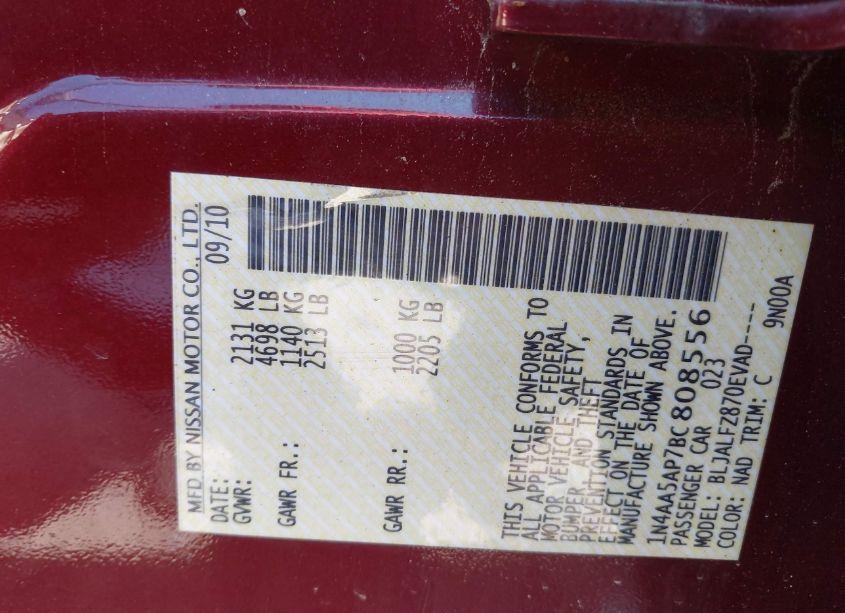 MFD BY NISSAN MOTOR CO., LTD.
DATE: 09/10
GVWR: 2131 KG
4698 LB
GAWR FR.: 1140 KG
2513 LB
GAWR RR.: 1000 KG
2205 LB
THIS VEHICLE CONFORMS TO
ALL APPLICABLE FEDERAL
MOTOR VEHICLE SAFETY,
BUMPER, AND THEFT
PREVENTION STANDARDS IN
EFFECT ON THE DATE OF
MANUFACTURE SHOWN ABOVE.
1N4AA5AP7BC808556
PASSENGER CAR 023
MODEL: BLJALFZ870EVAD-----
COLOR: NAD TRIM: C 9N00A